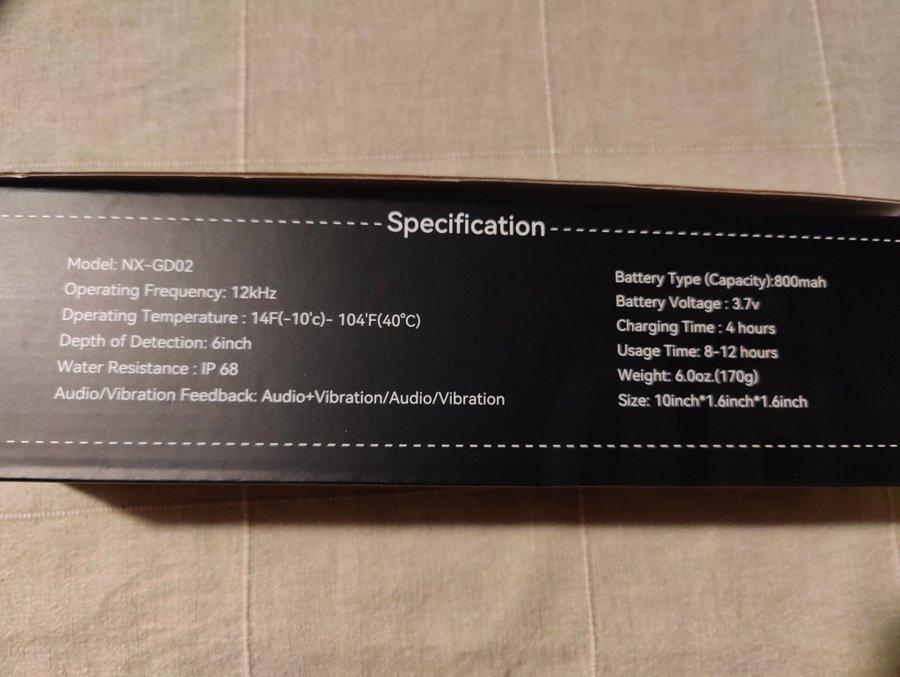 Specification
Model: NX-GD02
Operating Frequency: 12kHz
Dperating Temperature : 14F(-10'c)- 104'F(40°C)
Depth of Detection: 6inch
Water Resistance : IP 68
Audio/Vibration Feedback: Audio+Vibration/Audio/Vibration
Battery Type (Capacity):800mah
Battery Voltage : 3.7v
Charging Time : 4 hours
Usage Time: 8-12 hours
Weight: 6.0oz.(170g)
Size: 10inch*1.6inch*1.6inch